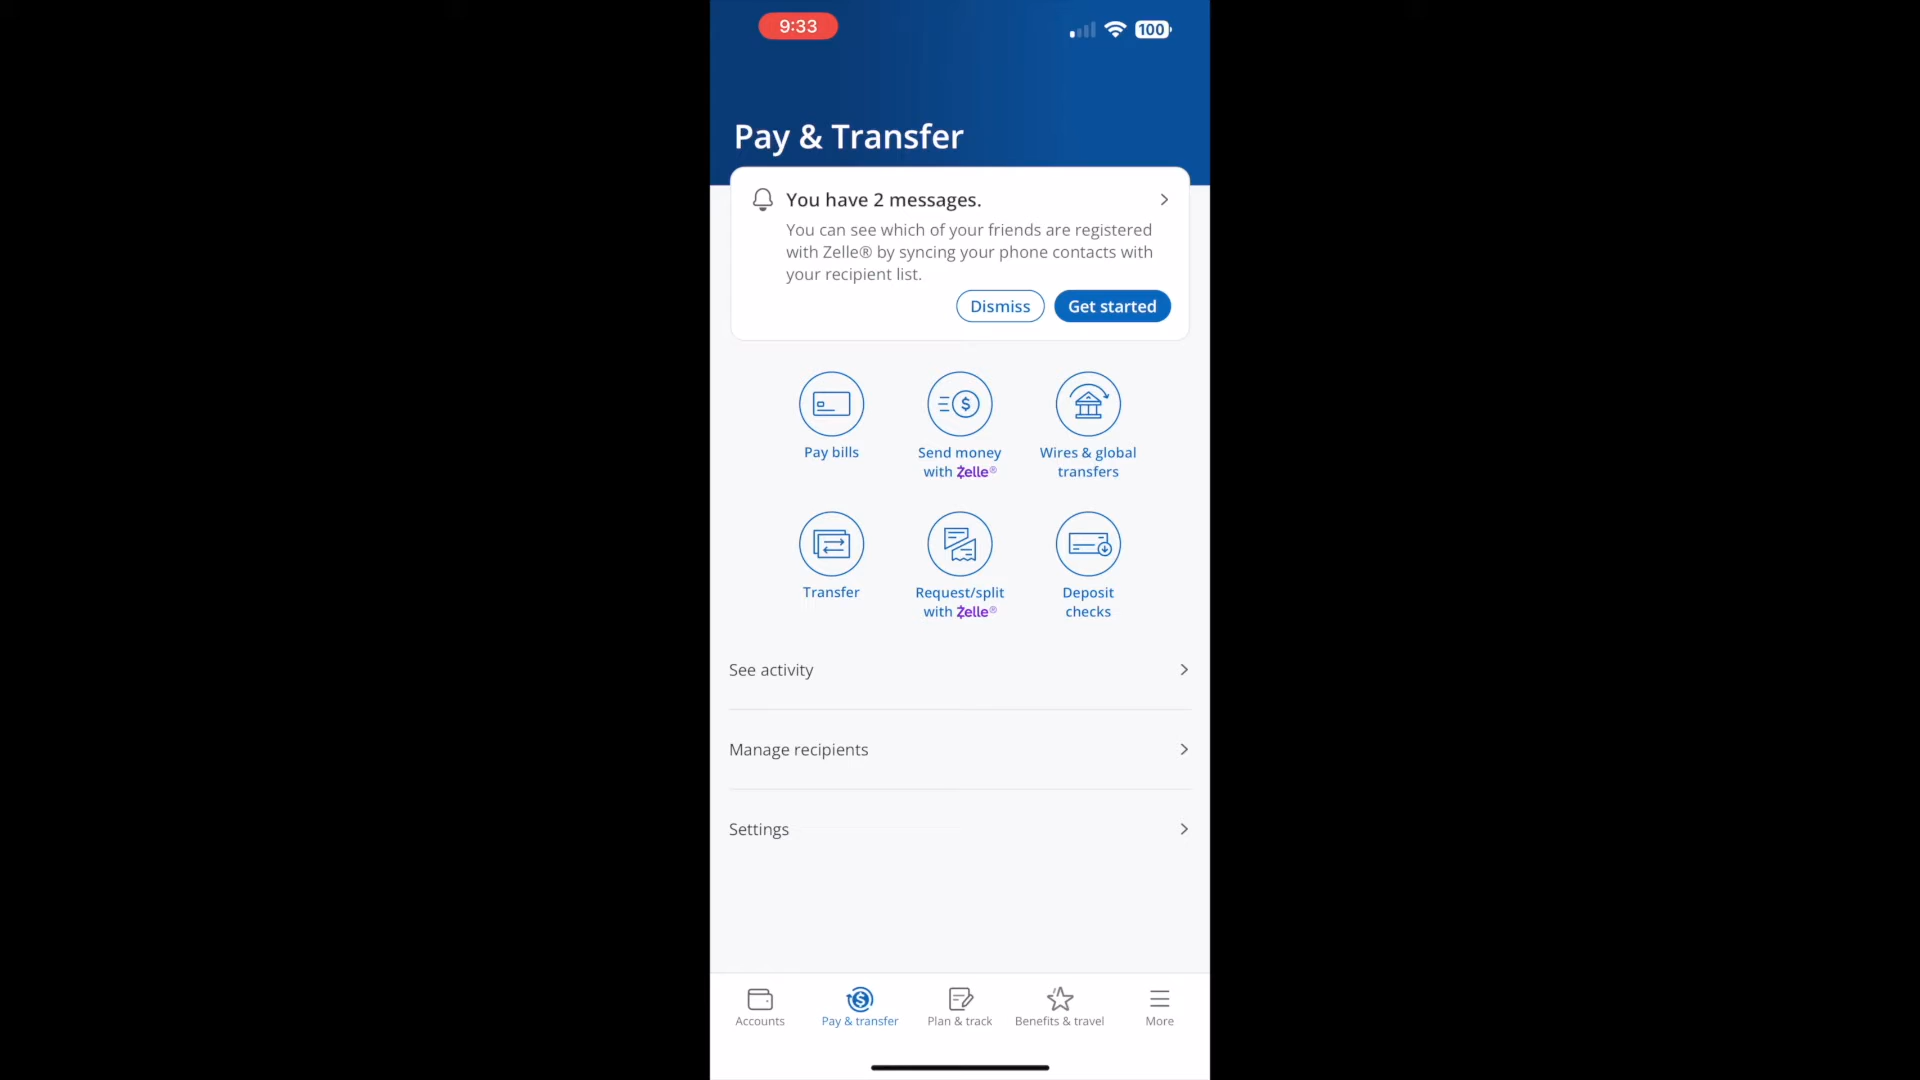 9:33
100
Pay & Transfer
You have 2 messages.
You can see which of your friends are registered
with Zelle® by syncing your phone contacts with
your recipient list.
Dismiss
Get started
Pay bills
Send money
with Zelle®
Wires & global
transfers
Transfer
Request/split
with Zelle®
Deposit
checks
See activity
Manage recipients
Settings
Accounts
Pay & transfer
Plan & track
Benefits & travel
More